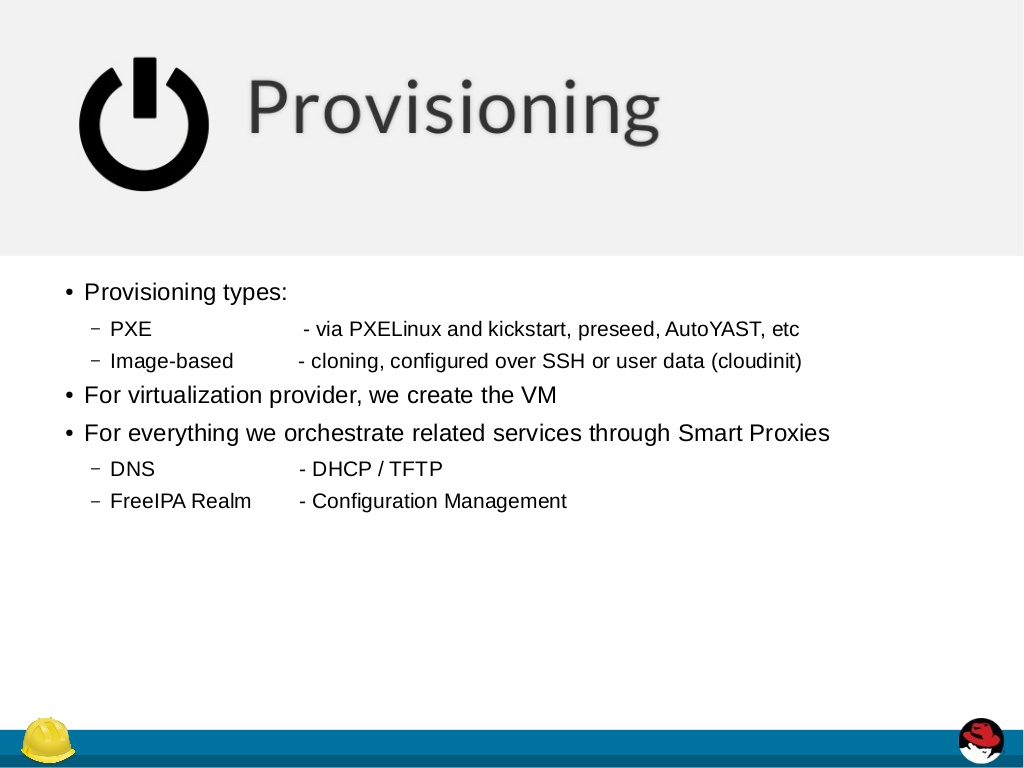 Provisioning
• Provisioning types:
– PXE - via PXELinux and kickstart, preseed, AutoYAST, etc
– Image-based - cloning, configured over SSH or user data (cloudinit)
• For virtualization provider, we create the VM
• For everything we orchestrate related services through Smart Proxies
– DNS - DHCP / TFTP
– FreeIPA Realm - Configuration Management